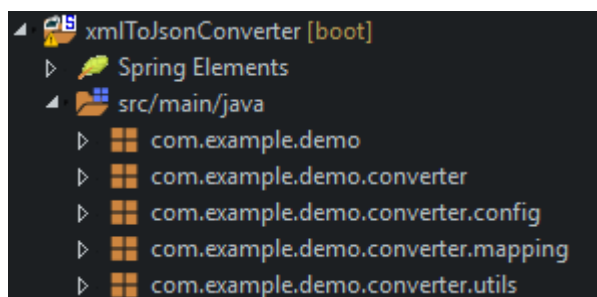 xmlToJsonConverter [boot]
Spring Elements
src/main/java
com.example.demo
com.example.demo.converter
com.example.demo.converter.config
com.example.demo.converter.mapping
com.example.demo.converter.utils